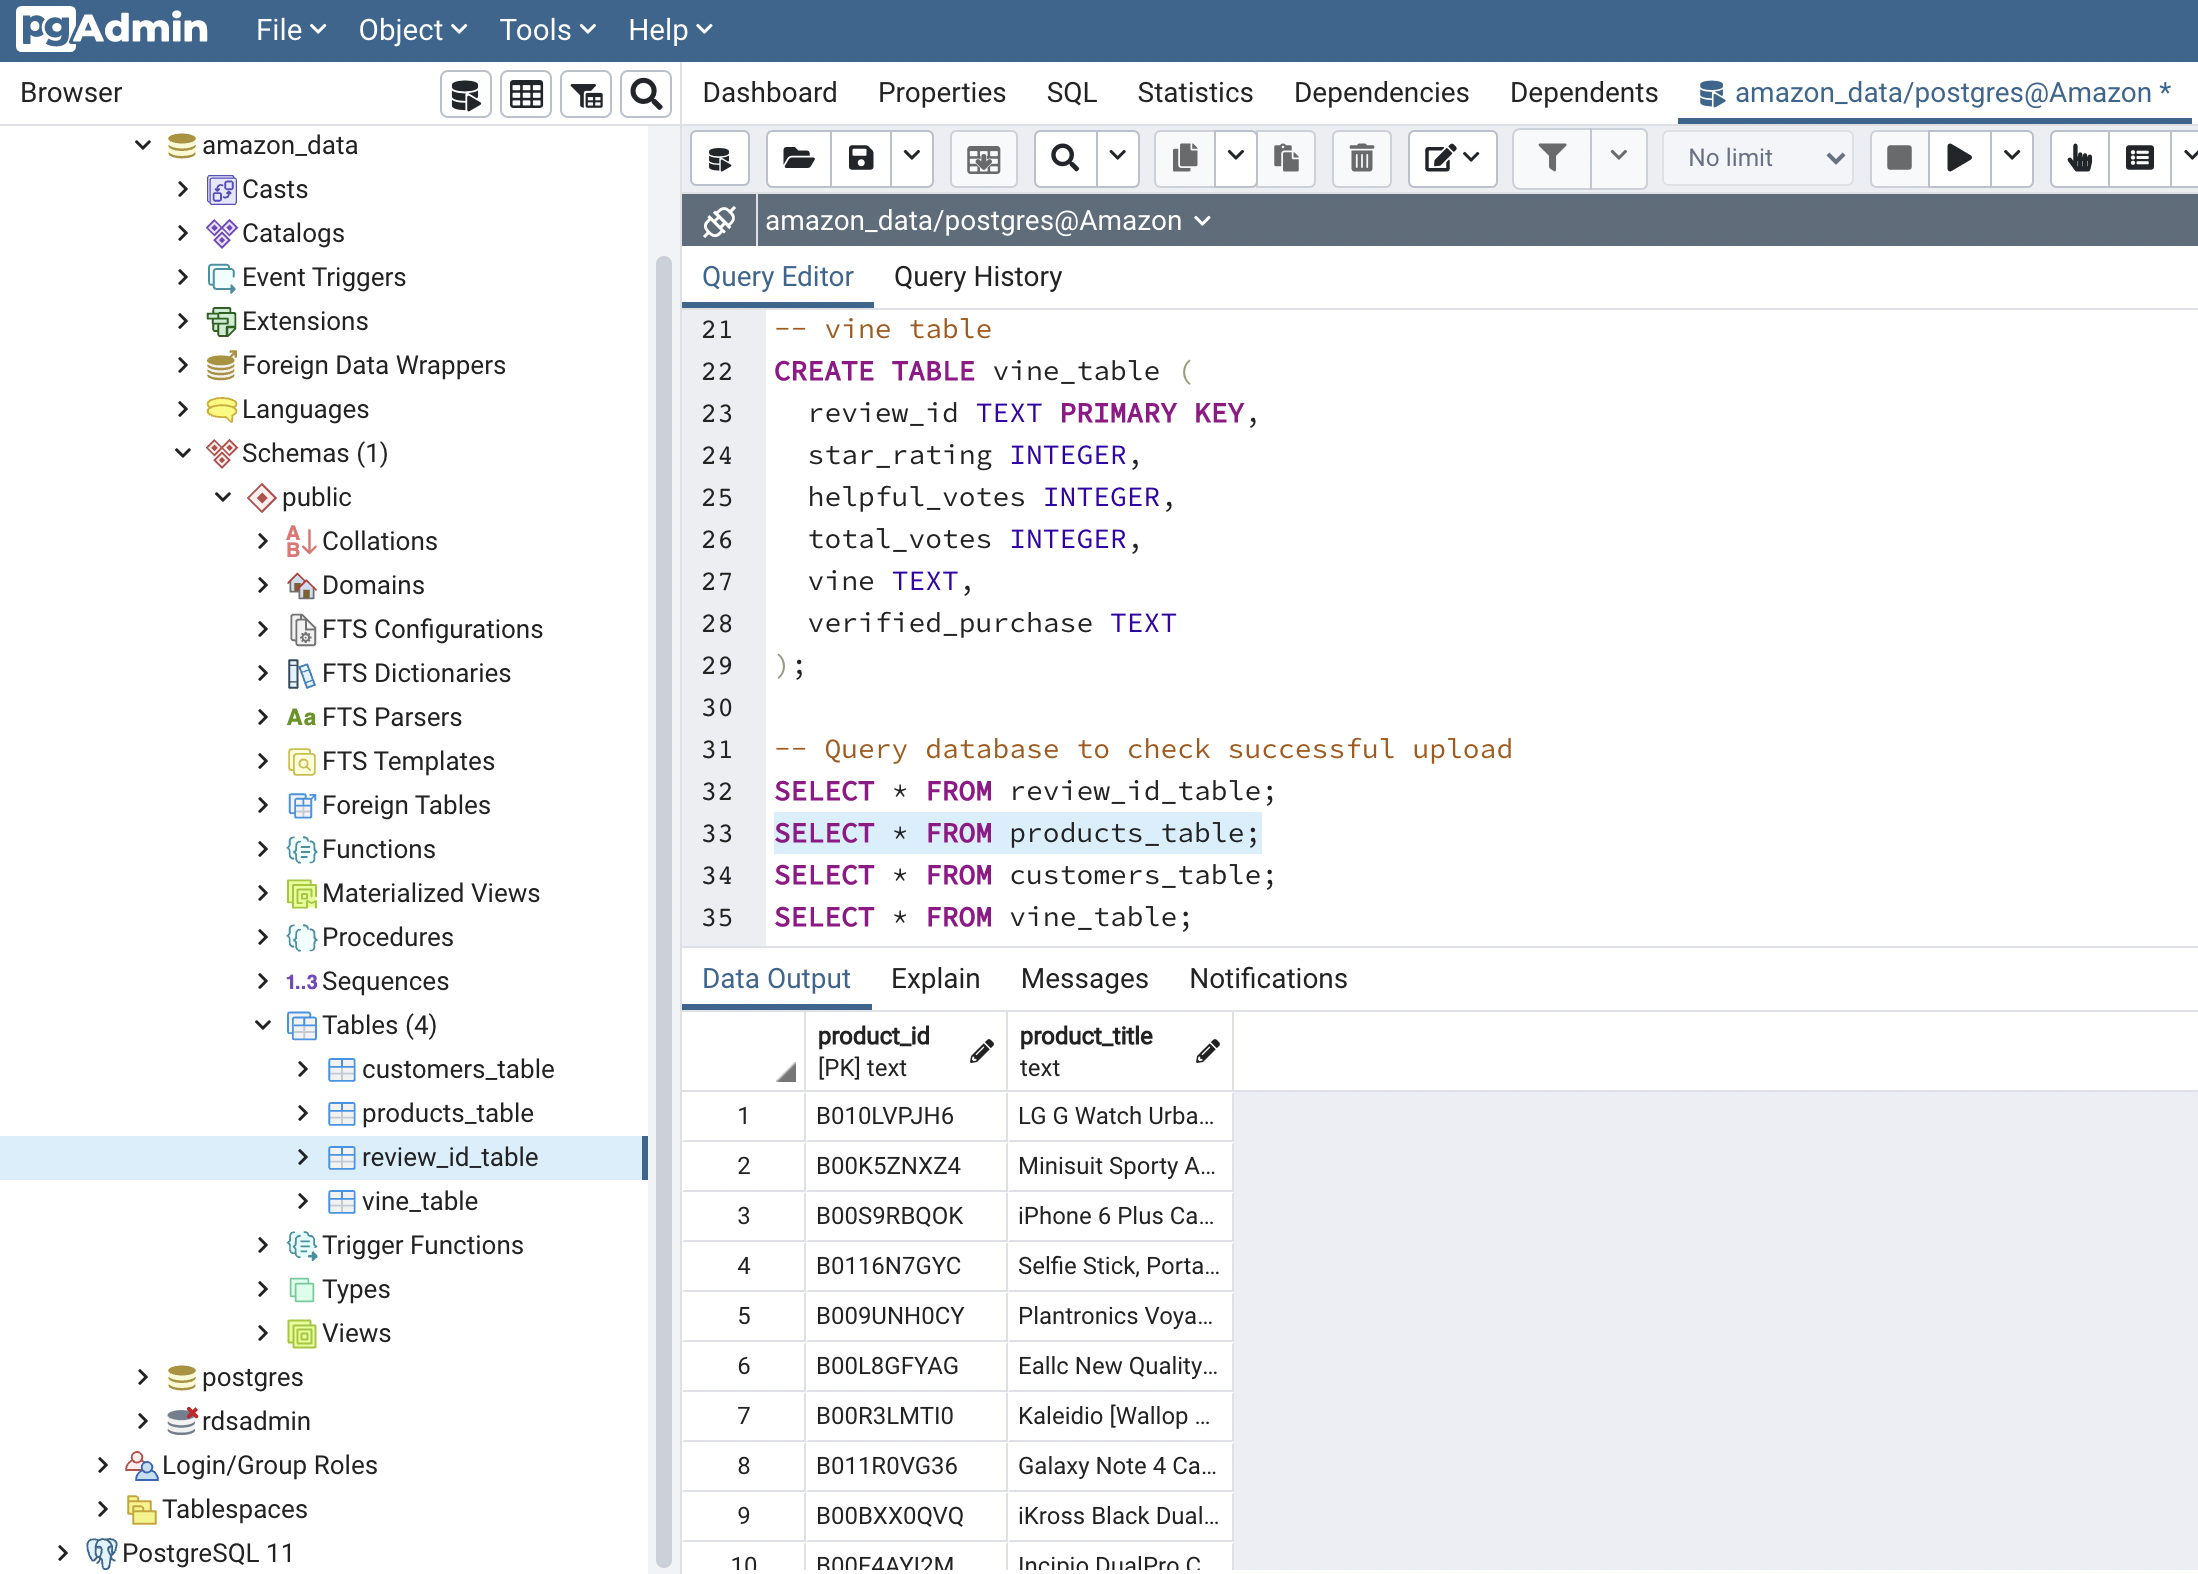 pgAdmin File Object Tools Help
Browser
Dashboard Properties SQL Statistics Dependencies Dependents amazon_data/postgres@Amazon *
No limit
amazon_data/postgres@Amazon
Query Editor Query History
amazon_data
Casts
Catalogs
Event Triggers
Extensions
Foreign Data Wrappers
Languages
Schemas (1)
public
A B Collations
Domains
FTS Configurations
FTS Dictionaries
Aa FTS Parsers
FTS Templates
Foreign Tables
Functions
Materialized Views
Procedures
1..3 Sequences
Tables (4)
customers_table
products_table
review_id_table
vine_table
Trigger Functions
Types
Views
postgres
rdsadmin
Login/Group Roles
Tablespaces
PostgreSQL 11
21 -- vine table
22 CREATE TABLE vine_table (
23 review_id TEXT PRIMARY KEY,
24 star_rating INTEGER,
25 helpful_votes INTEGER,
26 total_votes INTEGER,
27 vine TEXT,
28 verified_purchase TEXT
29 );
30
31 -- Query database to check successful upload
32 SELECT * FROM review_id_table;
33 SELECT * FROM products_table;
34 SELECT * FROM customers_table;
35 SELECT * FROM vine_table;
Data Output Explain Messages Notifications
product_id product_title
[PK] text text
1 B010LVPJH6 LG G Watch Urba...
2 B00K5ZNXZ4 Minisuit Sporty A...
3 B00S9RBQOK iPhone 6 Plus Ca...
4 B0116N7GYC Selfie Stick, Porta...
5 B009UNH0CY Plantronics Voya...
6 B00L8GFYAG Eallc New Quality...
7 B00R3LMTI0 Kaleidio [Wallop ...
8 B011R0VG36 Galaxy Note 4 Ca...
9 B00BXX0QVQ iKross Black Dual...
10 Incipio DualPro C...